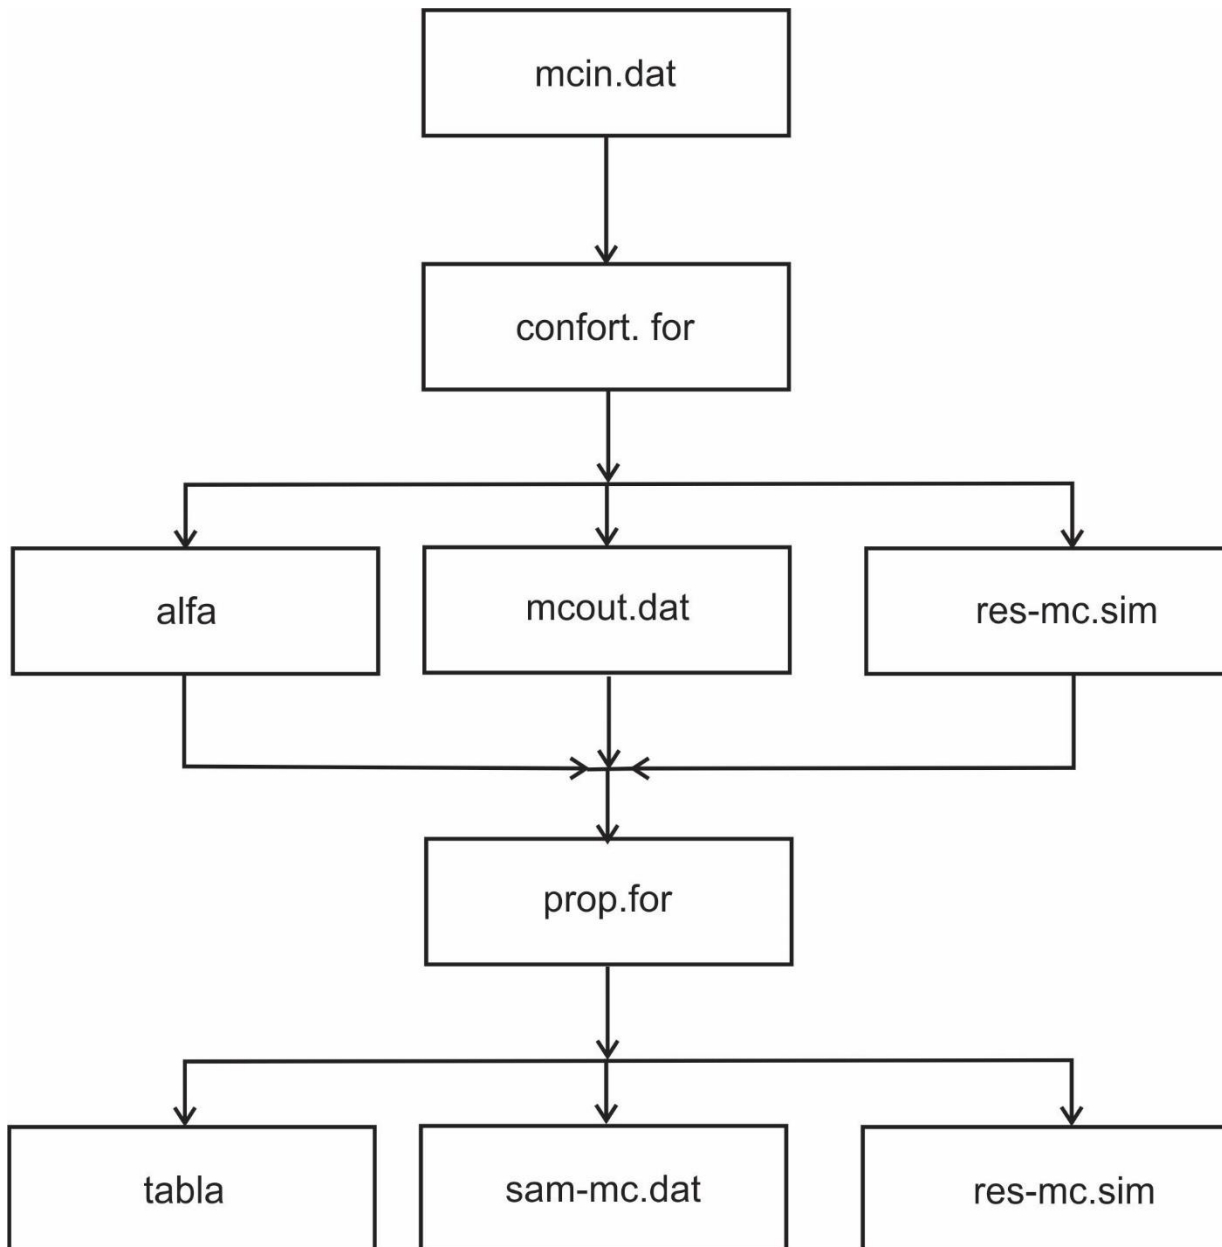 mcin.dat
confort. for
alfa
mcout.dat
res-mc.sim
prop.for
tabla
sam-mc.dat
res-mc.sim